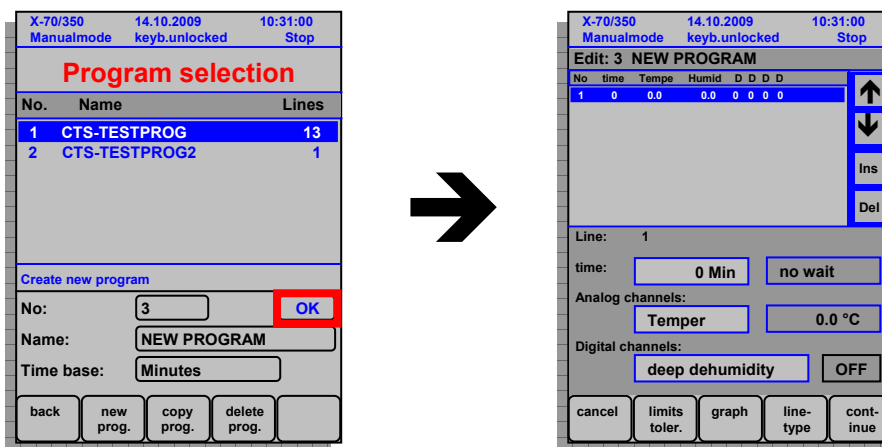 X-70/350 14.10.2009 10:31:00
Manualmode keyb.unlocked Stop
Program selection
No. Name Lines
1 CTS-TESTPROG 13
2 CTS-TESTPROG2 1
Create new program
No: 3 OK
Name: NEW PROGRAM
Time base: Minutes
back new prog. copy prog. delete prog.
X-70/350 14.10.2009 10:31:00
Manualmode keyb.unlocked Stop
Edit: 3 NEW PROGRAM
No time Tempe Humid D D D D
1 0 0.0 0.0 0 0 0 0
Ins
Del
Line: 1
time: 0 Min no wait
Analog channels:
Temper 0.0 °C
Digital channels:
deep dehumidity OFF
cancel limits toler. graph line-type cont-inue